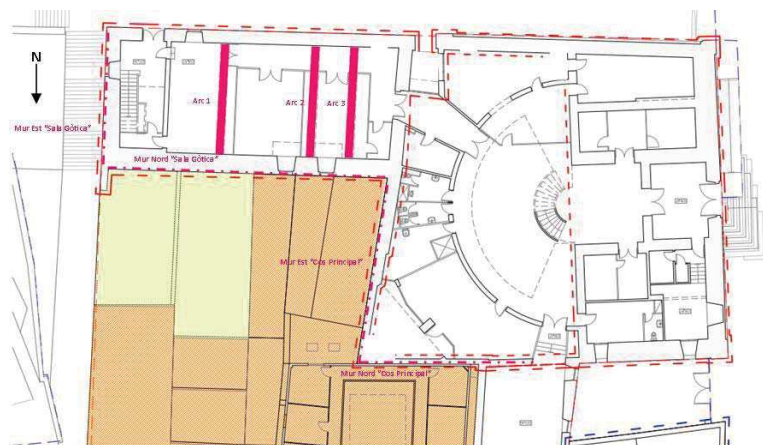 N
Arc 1
Arc 2
Arc 3
Mur Est "Sala Gòtica"
Mur Nord "Sala Gòtica"
Mur Est "Cos Principal"
Mur Nord "Cos Principal"